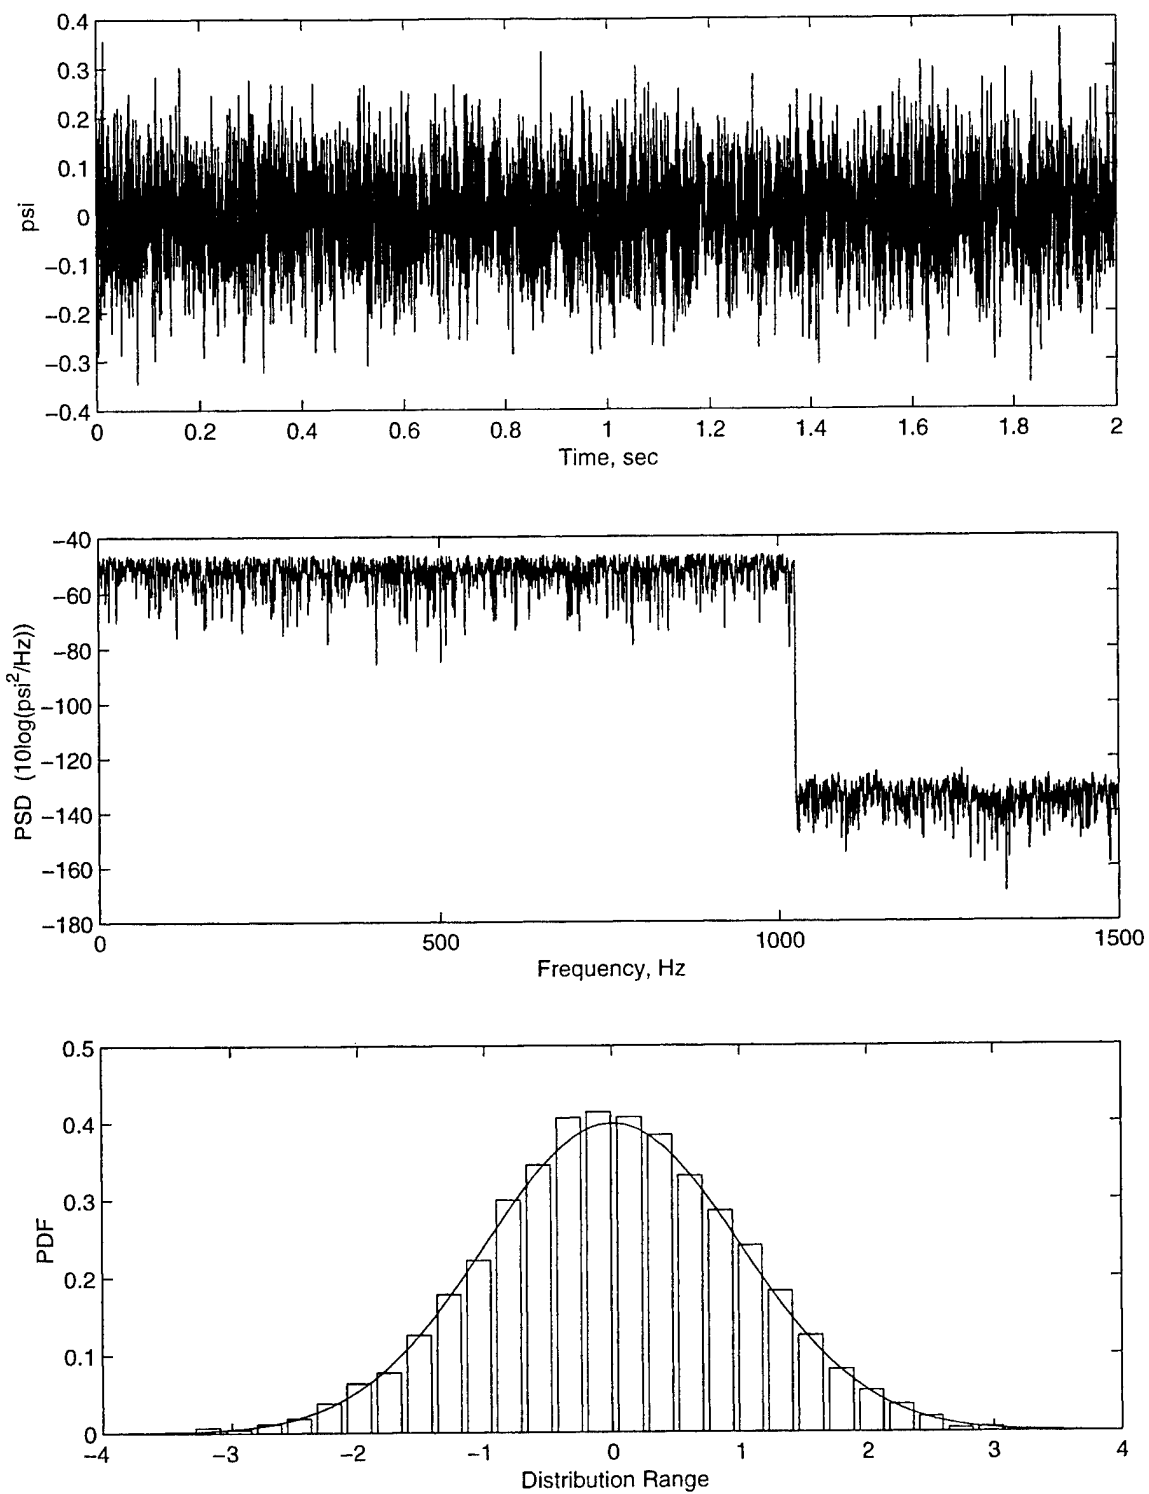 0.4
0.3
0.2
0.1
0
−0.1
−0.2
−0.3
−0.4
psi
0 0.2 0.4 0.6 0.8 1 1.2 1.4 1.6 1.8 2
Time, sec
−40
−60
−80
−100
−120
−140
−160
−180
PSD (10log(psi²/Hz))
0 500 1000 1500
Frequency, Hz
0.5
0.4
0.3
0.2
0.1
0
PDF
−4 −3 −2 −1 0 1 2 3 4
Distribution Range